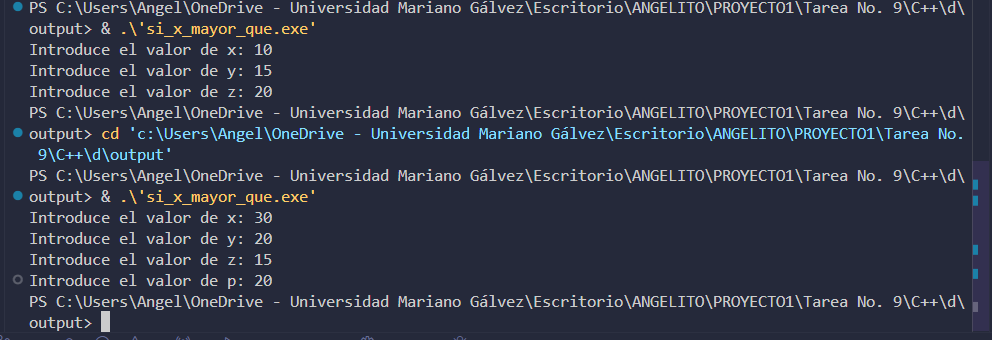 PS C:\Users\Angel\OneDrive - Universidad Mariano Gálvez\Escritorio\ANGELITO\PROYECTO1\Tarea No. 9\C++\d\
output> & .\'si_x_mayor_que.exe'
Introduce el valor de x: 10
Introduce el valor de y: 15
Introduce el valor de z: 20
PS C:\Users\Angel\OneDrive - Universidad Mariano Gálvez\Escritorio\ANGELITO\PROYECTO1\Tarea No. 9\C++\d\
output> cd 'c:\Users\Angel\OneDrive - Universidad Mariano Gálvez\Escritorio\ANGELITO\PROYECTO1\Tarea No.
 9\C++\d\output'
PS C:\Users\Angel\OneDrive - Universidad Mariano Gálvez\Escritorio\ANGELITO\PROYECTO1\Tarea No. 9\C++\d\
output> & .\'si_x_mayor_que.exe'
Introduce el valor de x: 30
Introduce el valor de y: 20
Introduce el valor de z: 15
Introduce el valor de p: 20
PS C:\Users\Angel\OneDrive - Universidad Mariano Gálvez\Escritorio\ANGELITO\PROYECTO1\Tarea No. 9\C++\d\
output>